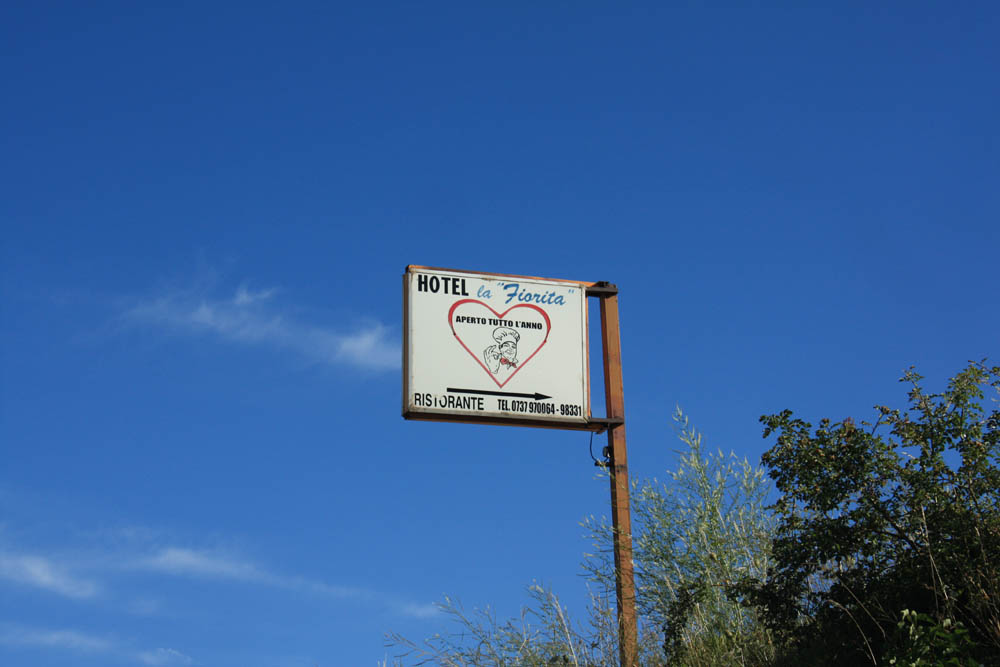 HOTEL la "Fiorita"
APERTO TUTTO L'ANNO
RISTORANTE TEL. 0737 970064 - 98331